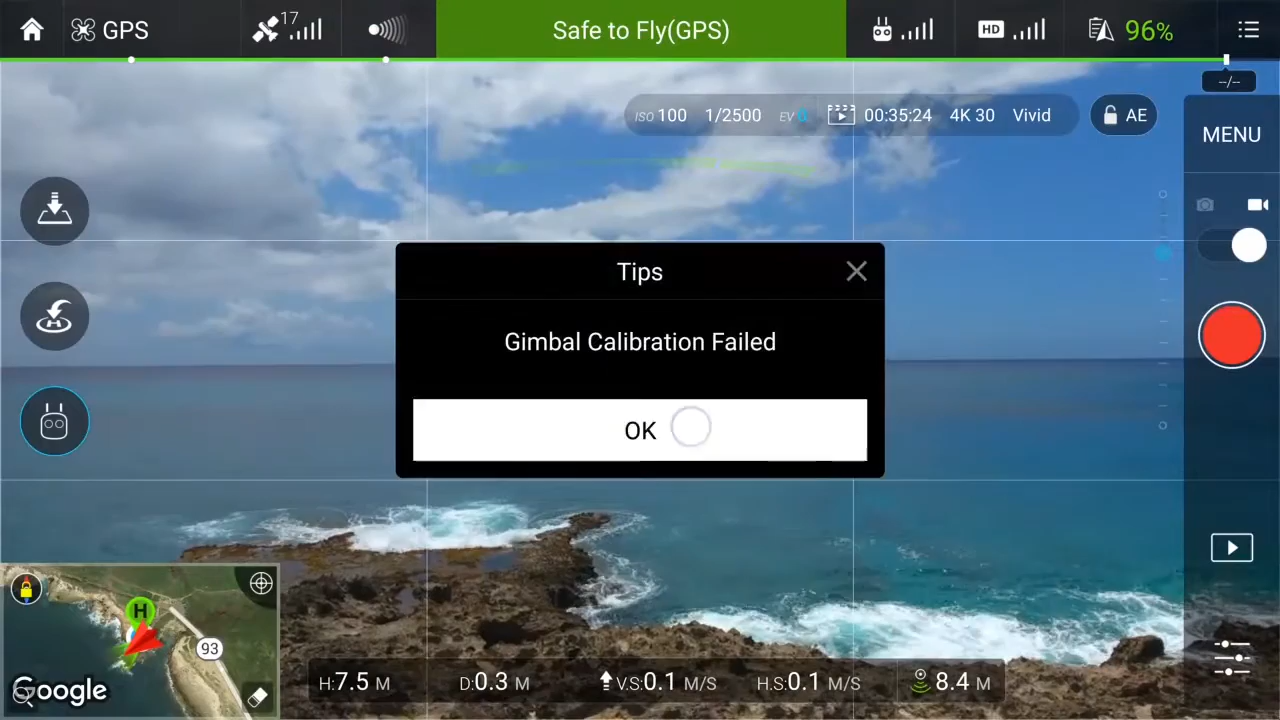 GPS
17
Safe to Fly(GPS)
HD
96%
--/--
ISO 100 1/2500 EV 0 00:35:24 4K 30 Vivid
AE
MENU
Tips
Gimbal Calibration Failed
OK
H
93
Google
H:7.5 M D:0.3 M V.S:0.1 M/S H.S:0.1 M/S 8.4 M